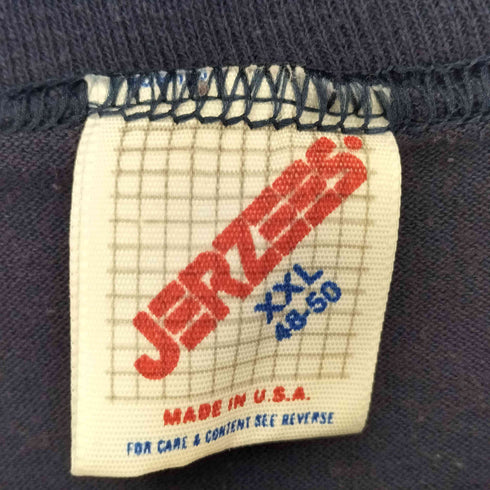 JERZEES
XXL
48-50
MADE IN U.S.A.
FOR CARE & CONTENT SEE REVERSE